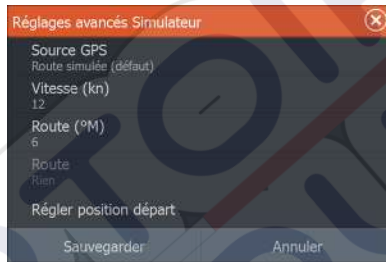 Réglages avancés Simulateur
Source GPS
Route simulée (défaut)
Vitesse (kn)
12
Route (°M)
6
Route
Rien
Régler position départ
Sauvegarder Annuler